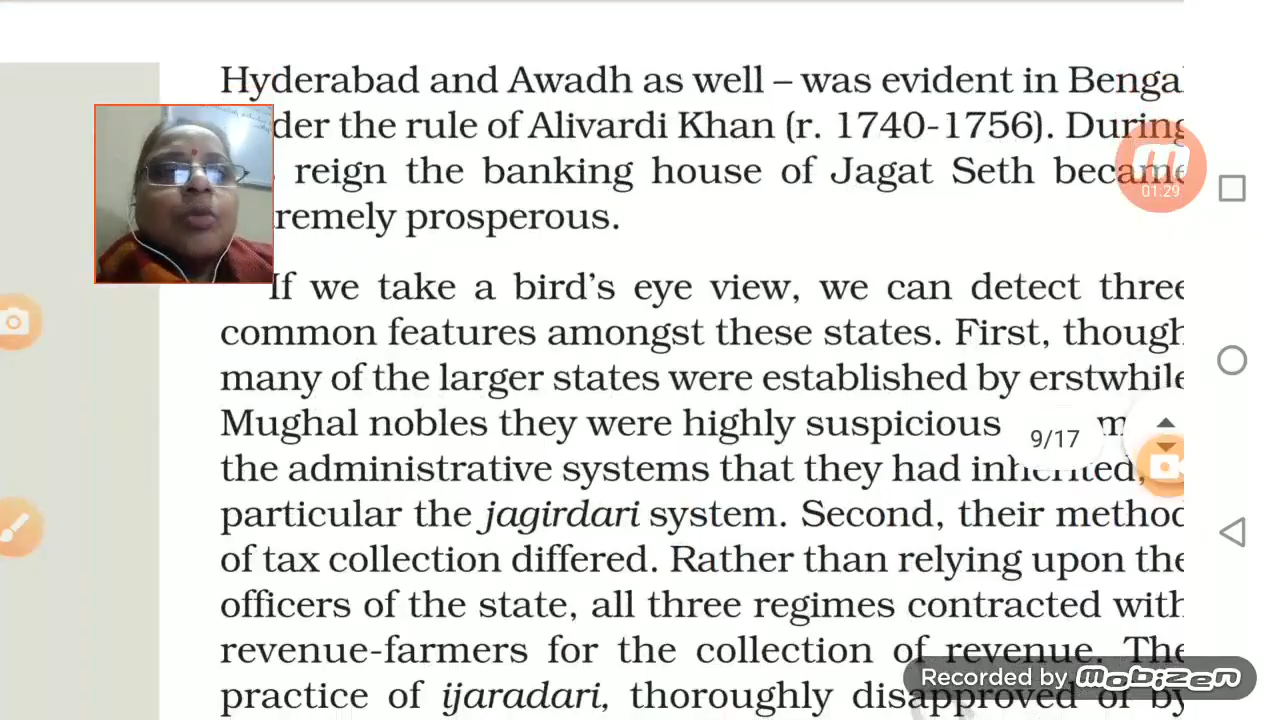 Hyderabad and Awadh as well – was evident in Bengal
der the rule of Alivardi Khan (r. 1740-1756). During
reign the banking house of Jagat Seth became
remely prosperous.
If we take a bird's eye view, we can detect three
common features amongst these states. First, though
many of the larger states were established by erstwhile
Mughal nobles they were highly suspicious
9/17
the administrative systems that they had inherited,
particular the jagirdari system. Second, their method
of tax collection differed. Rather than relying upon the
officers of the state, all three regimes contracted with
revenue-farmers for the collection of revenue. The
practice of ijaradari, thoroughly disapproved of by
01:29
Recorded by mobizen